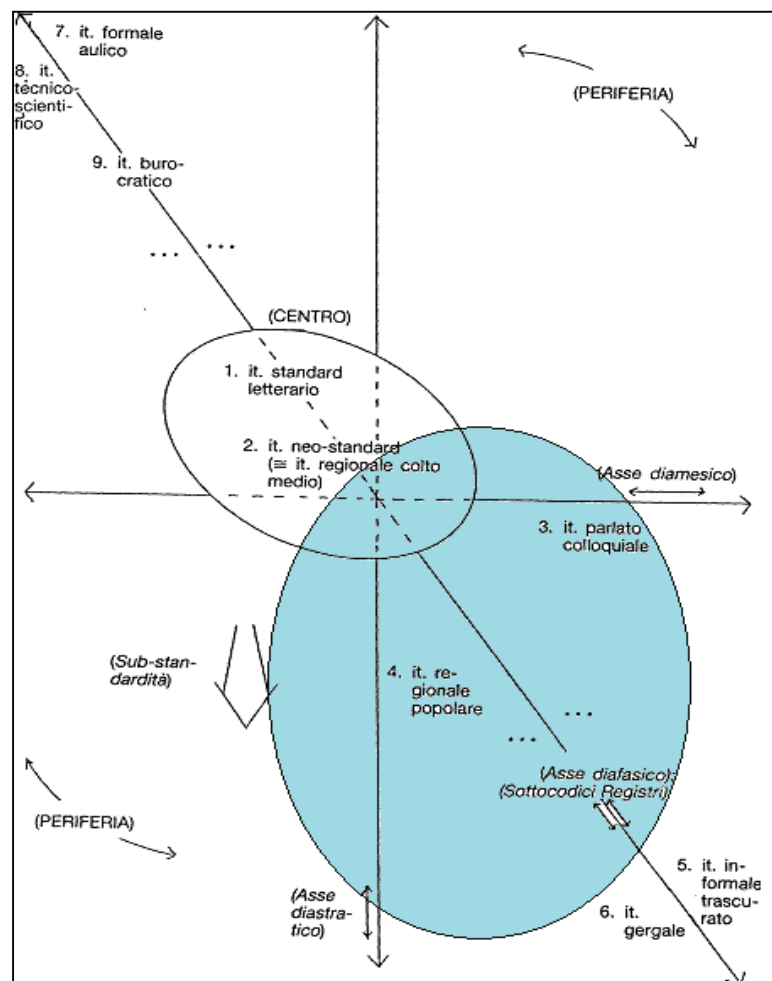 7. it. formale
aulico
8. it.
tècnico-
scienti-
fico
(PERIFERIA)
9. it. buro-
cratico
... ...
(CENTRO)
1. it. standard
letterario
2. it. neo-standard
(≅ it. regionale colto
medio)
(Asse diamesico)
3. it. parlato
colloquiale
(Sub-stan-
dardità)
4. it. re-
gionale
popolare
... ...
(Asse diafasico);
(Sottocodici Registri)
(PERIFERIA)
5. it. in-
formale
trascu-
rato
(Asse
diastra-
tico)
6. it.
gergale